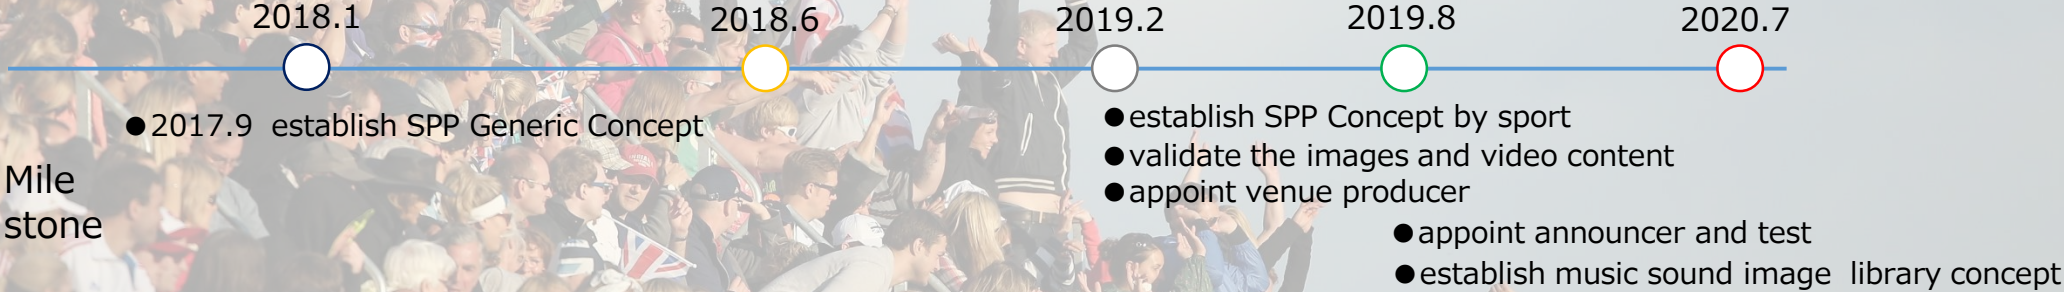 2018.1 2018.6 2019.2 2019.8 2020.7
●2017.9 establish SPP Generic Concept
●establish SPP Concept by sport
●validate the images and video content
●appoint venue producer
Mile
stone
●appoint announcer and test
●establish music sound image library concept